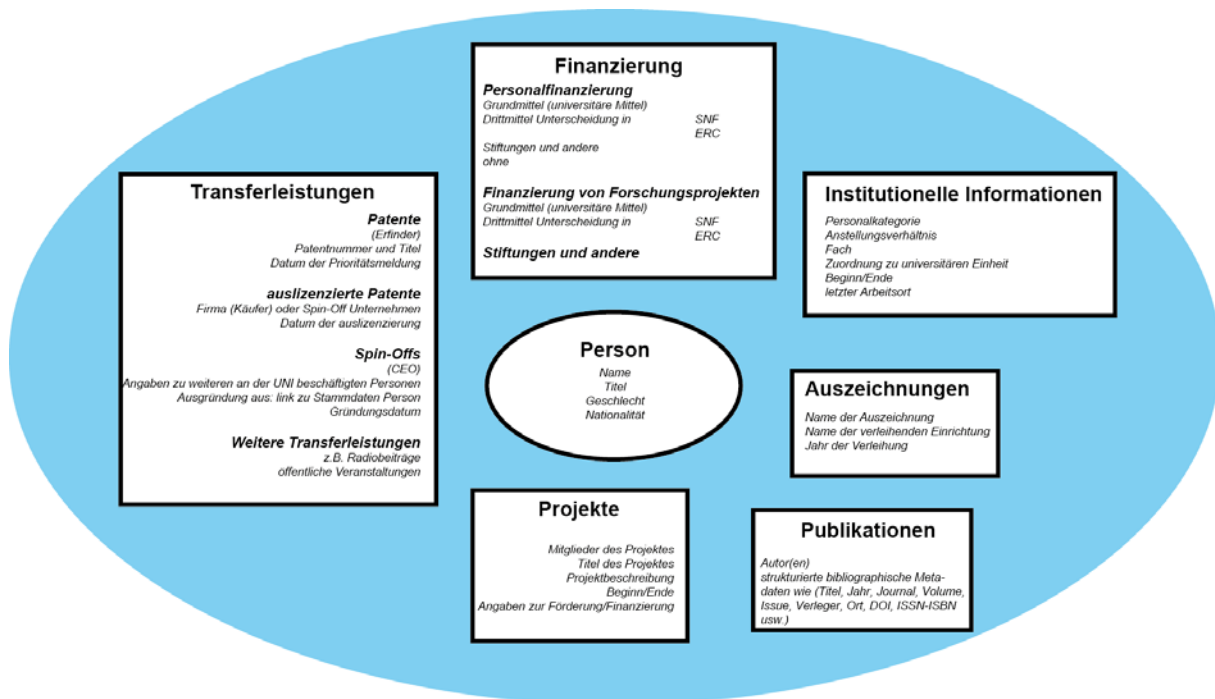 Finanzierung
Personalfinanzierung
Grundmittel (universitäre Mittel)
Drittmittel Unterscheidung in SNF
ERC
Stiftungen und andere
ohne
Finanzierung von Forschungsprojekten
Grundmittel (universitäre Mittel)
Drittmittel Unterscheidung in SNF
ERC
Stiftungen und andere
Transferleistungen
Patente
(Erfinder)
Patentnummer und Titel
Datum der Prioritätsmeldung
auslizenzierte Patente
Firma (Käufer) oder Spin-Off Unternehmen
Datum der auslizenzierung
Spin-Offs
(CEO)
Angaben zu weiteren an der UNI beschäftigten Personen
Ausgründung aus: link zu Stammdaten Person
Gründungsdatum
Weitere Transferleistungen
z.B. Radiobeiträge
öffentliche Veranstaltungen
Institutionelle Informationen
Personalkategorie
Anstellungsverhältnis
Fach
Zuordnung zu universitären Einheit
Beginn/Ende
letzter Arbeitsort
Person
Name
Titel
Geschlecht
Nationalität
Auszeichnungen
Name der Auszeichnung
Name der verleihenden Einrichtung
Jahr der Verleihung
Projekte
Mitglieder des Projektes
Titel des Projektes
Projektbeschreibung
Beginn/Ende
Angaben zur Förderung/Finanzierung
Publikationen
Autor(en)
strukturierte bibliographische Meta-
daten wie (Titel, Jahr, Journal, Volume,
Issue, Verleger, Ort, DOI, ISSN-ISBN
usw.)